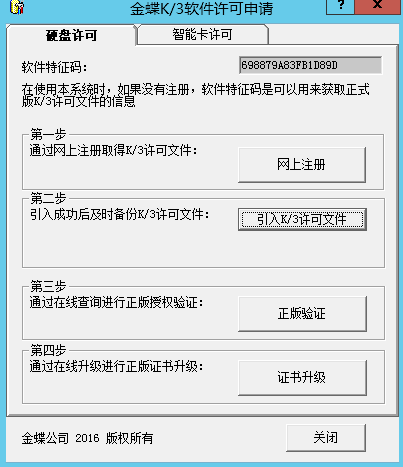 金蝶K/3软件许可申请
硬盘许可
智能卡许可
软件特征码:
698879A83FB1D89D
在使用本系统时,如果没有注册,软件特征码是可以用来获取正式
版K/3许可文件的信息
第一步
通过网上注册取得K/3许可文件:
网上注册
第二步
引入成功后及时备份K/3许可文件:
引入K/3许可文件
第三步
通过在线查询进行正版授权验证:
正版验证
第四步
通过在线升级进行正版证书升级:
证书升级
金蝶公司 2016 版权所有
关闭